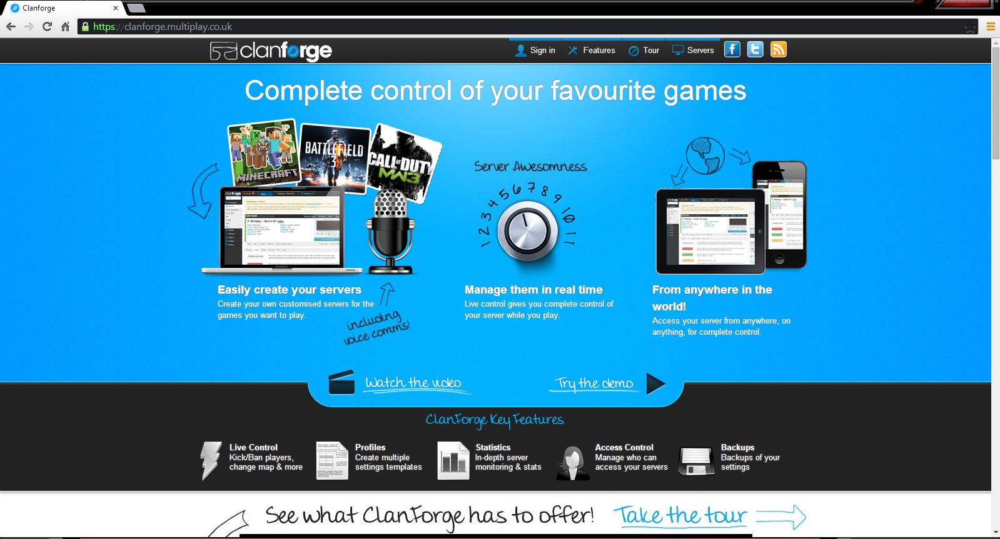 Clanforge
https://clanforge.multiplay.co.uk
clanforge
Sign in
Features
Tour
Servers
Complete control of your favourite games
MINECRAFT
BATTLEFIELD
3
CALL OF DUTY
MW3
Server Awesomness
1 2 3 4 5 6 7 8 9 10 11
Easily create your servers
Create your own customised servers for the
games you want to play.
including
voice comms!
Manage them in real time
Live control gives you complete control of
your server while you play.
From anywhere in the
world!
Access your server from anywhere, on
anything, for complete control.
Watch the video
Try the demo
ClanForge Key Features
Live Control
Kick/Ban players,
change map & more
Profiles
Create multiple
settings templates
Statistics
In-depth server
monitoring & stats
Access Control
Manage who can
access your servers
Backups
Backups of your
settings
See what ClanForge has to offer!
Take the tour